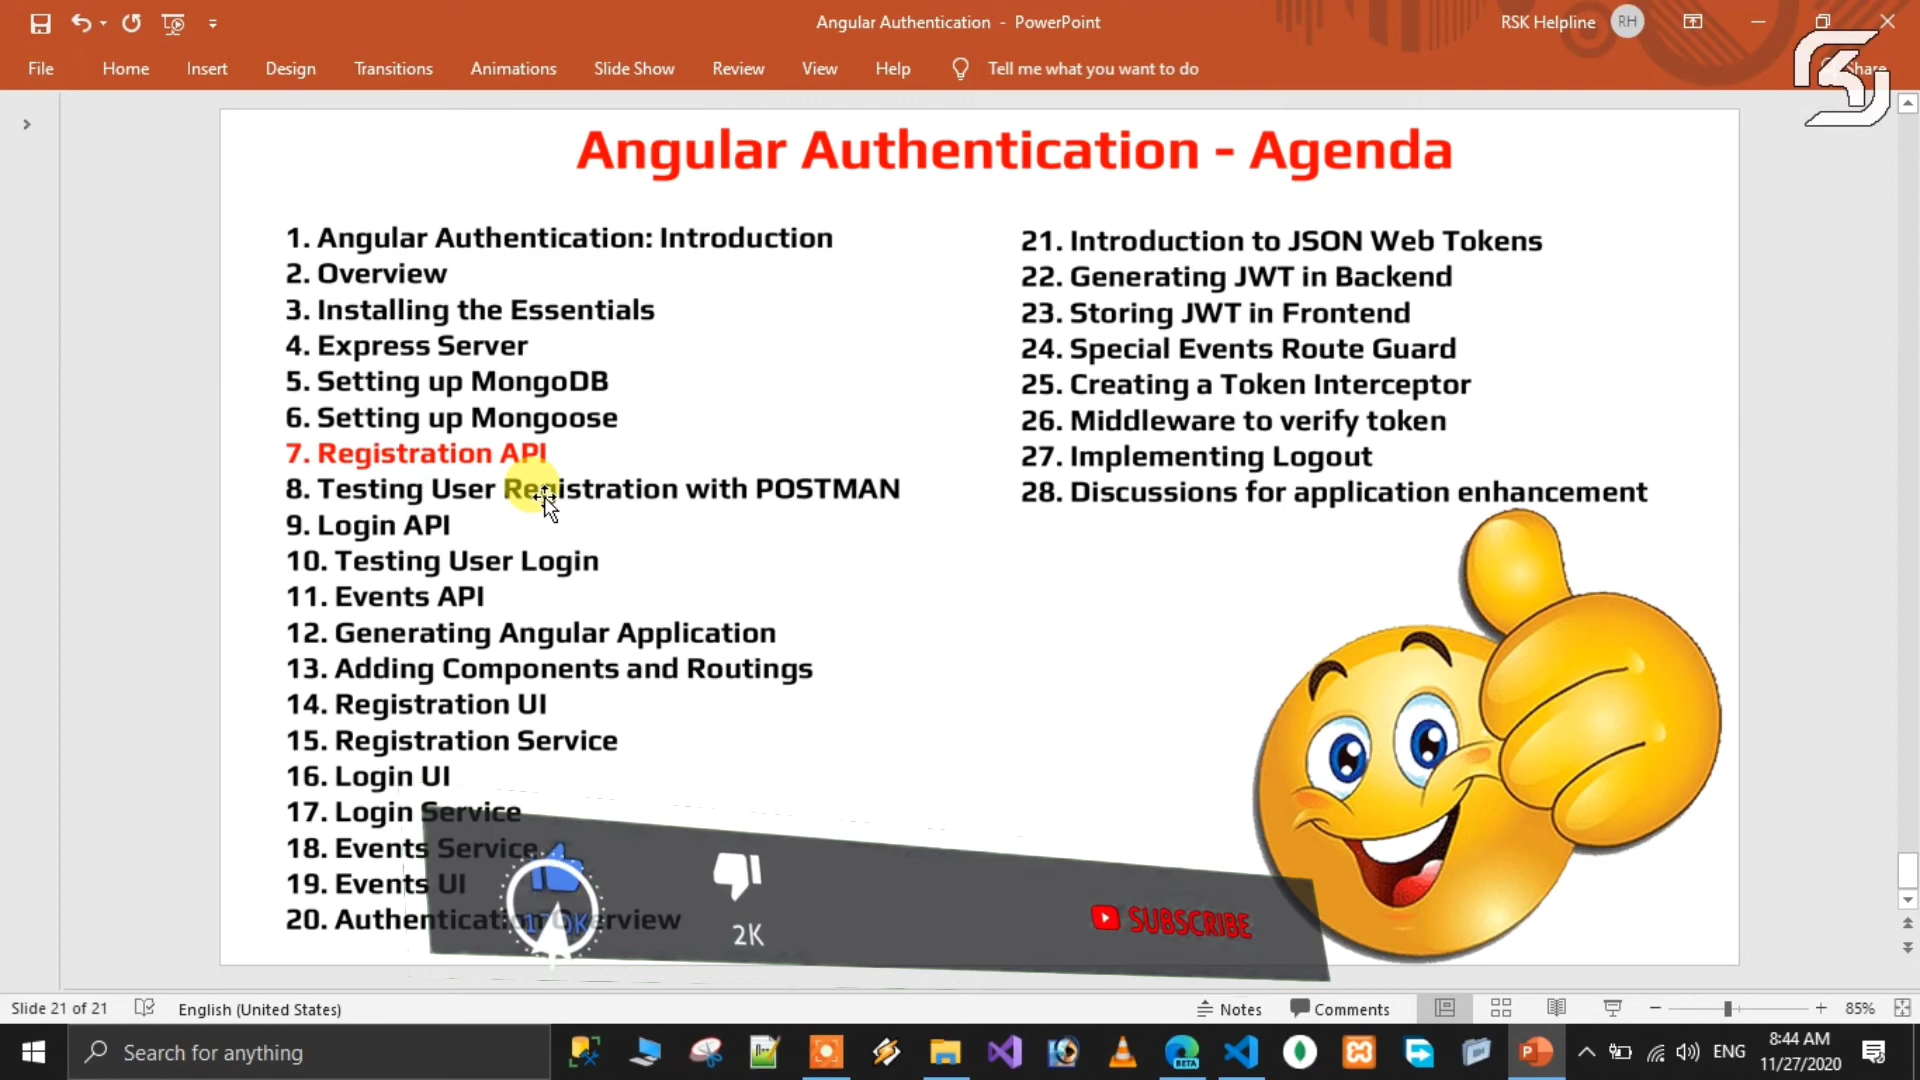 Angular Authentication - PowerPoint
RSK Helpline
RH
File
Home
Insert
Design
Transitions
Animations
Slide Show
Review
View
Help
Tell me what you want to do
Share
Angular Authentication - Agenda
1. Angular Authentication: Introduction
2. Overview
3. Installing the Essentials
4. Express Server
5. Setting up MongoDB
6. Setting up Mongoose
7. Registration API
8. Testing User Registration with POSTMAN
9. Login API
10. Testing User Login
11. Events API
12. Generating Angular Application
13. Adding Components and Routings
14. Registration UI
15. Registration Service
16. Login UI
17. Login Service
18. Events Service
19. Events UI
20. Authentication Overview
21. Introduction to JSON Web Tokens
22. Generating JWT in Backend
23. Storing JWT in Frontend
24. Special Events Route Guard
25. Creating a Token Interceptor
26. Middleware to verify token
27. Implementing Logout
28. Discussions for application enhancement
2K
SUBSCRIBE
Slide 21 of 21
English (United States)
Notes
Comments
85%
Search for anything
BETA
ENG
8:44 AM
11/27/2020